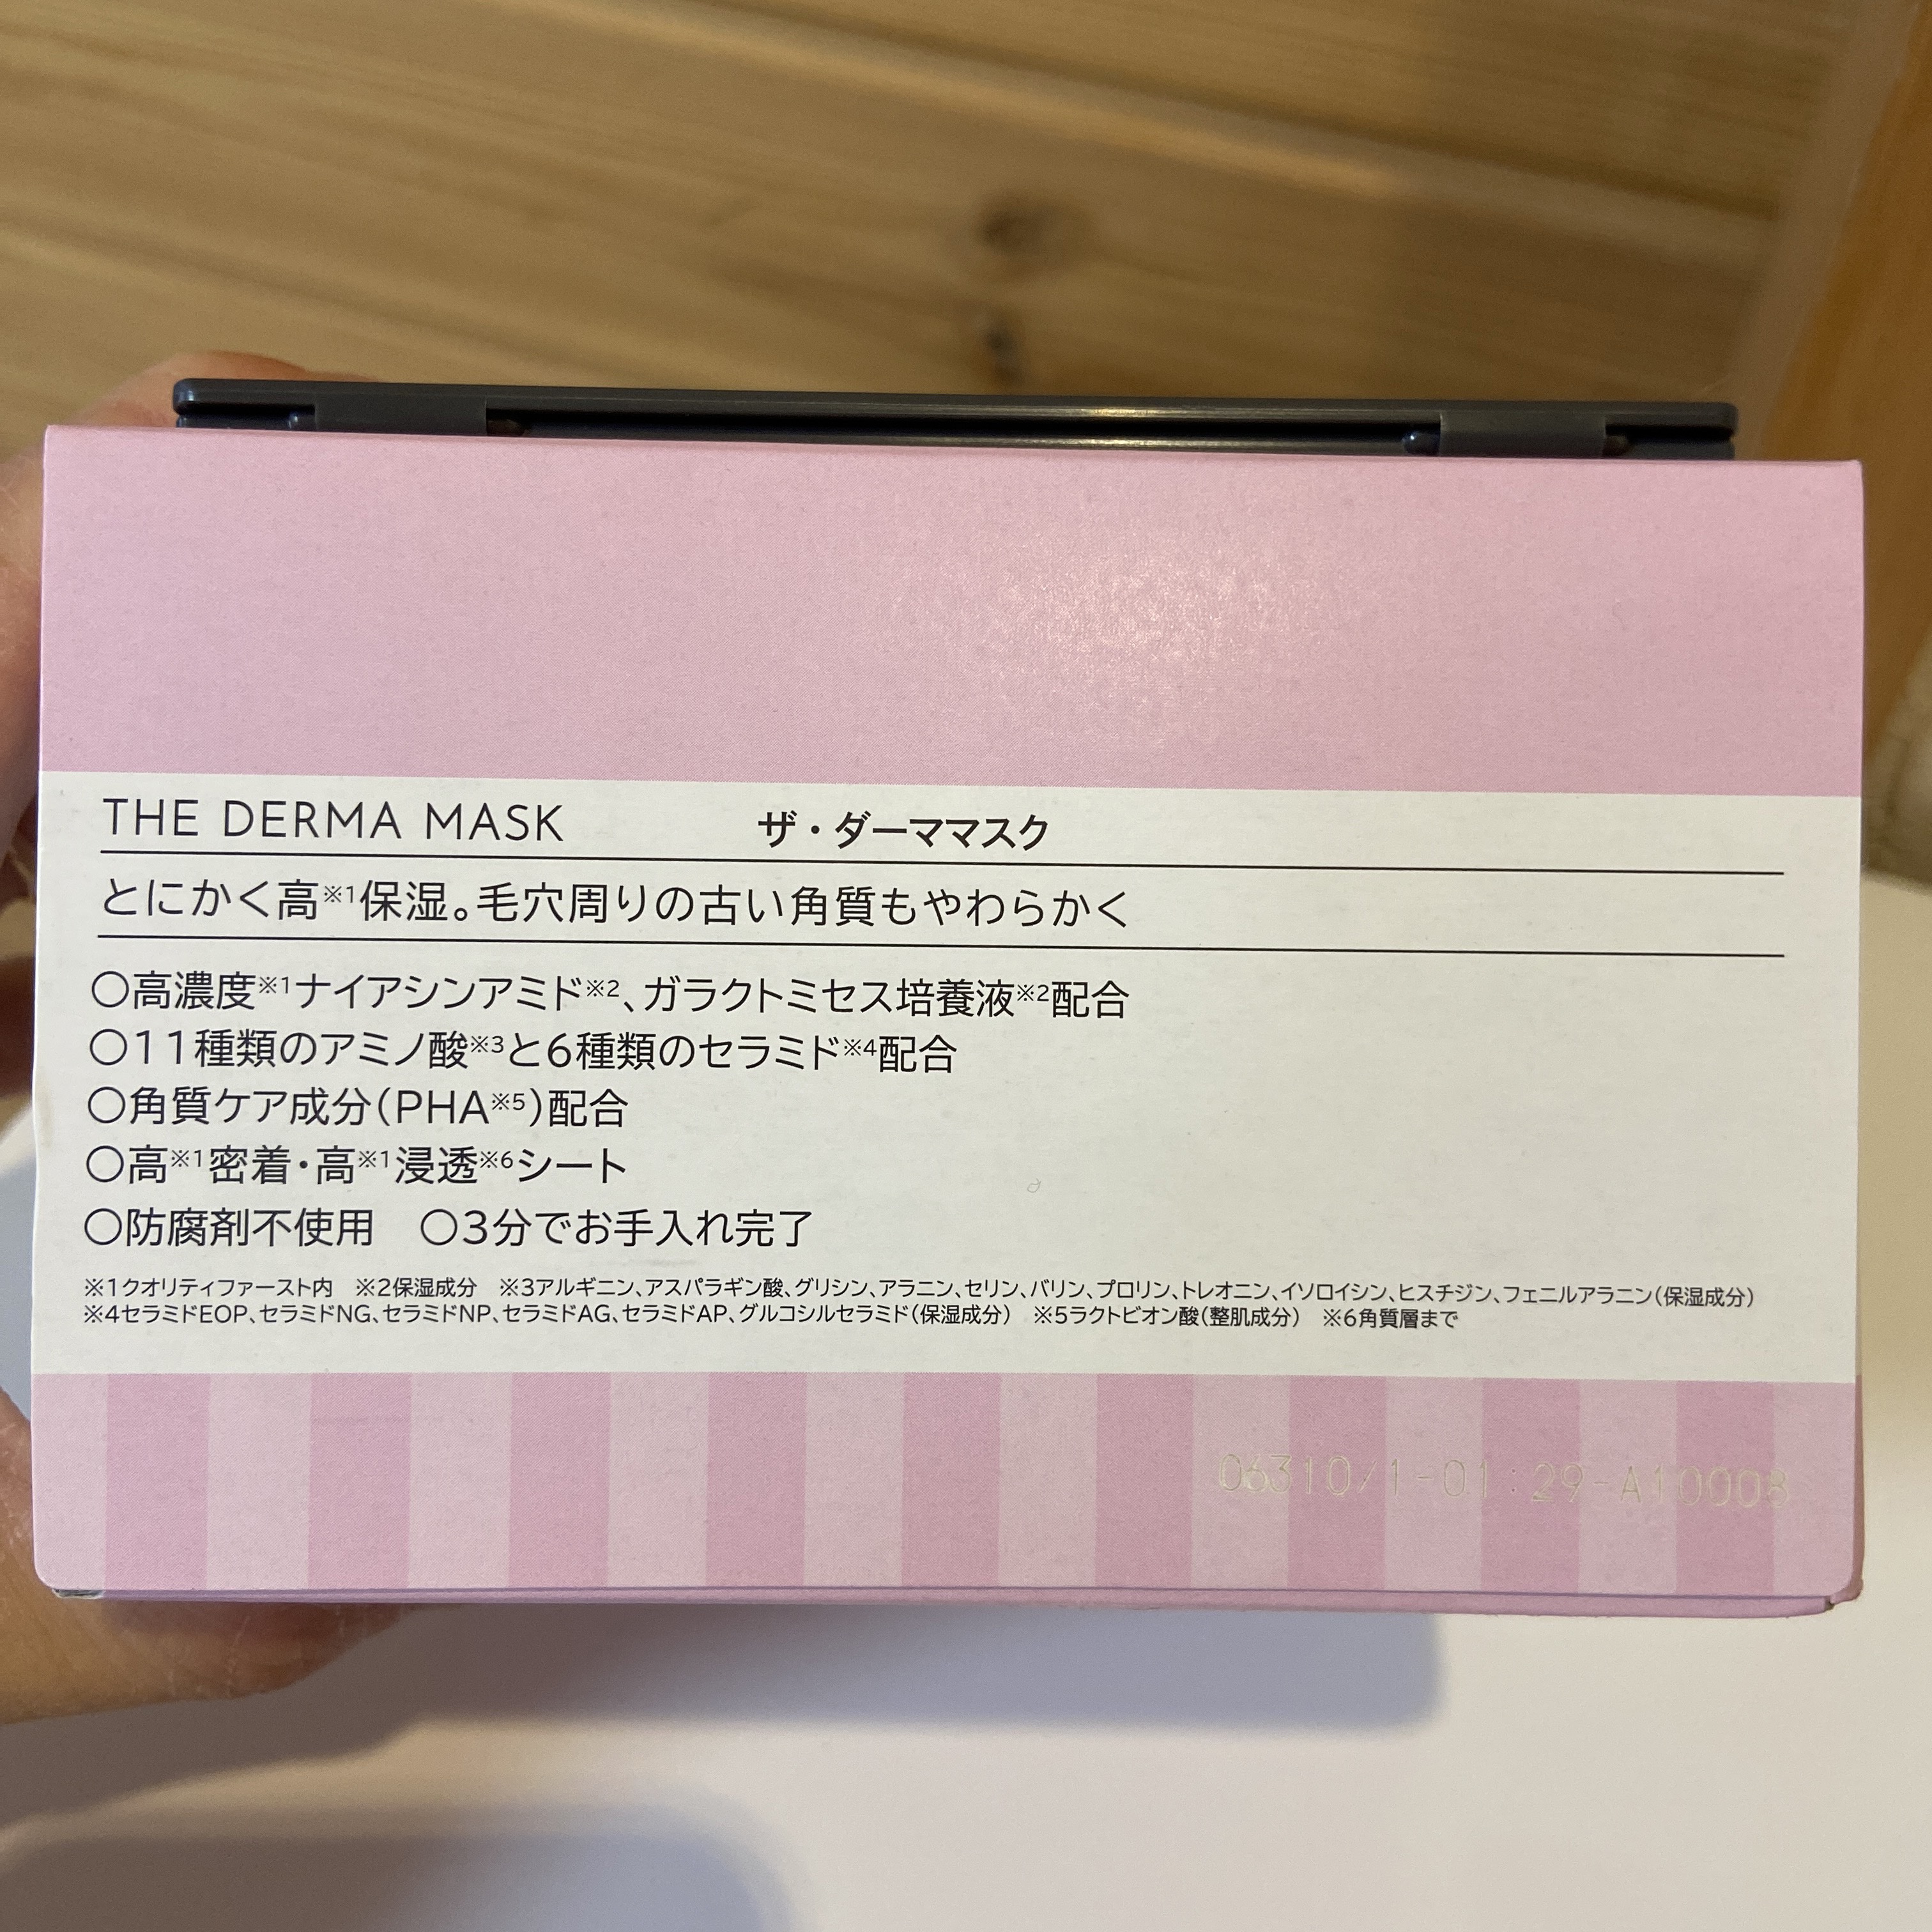 THE DERMA MASK　ザ・ダーママスク
とにかく高※1保湿。毛穴周りの古い角質もやわらかく
○高濃度※1ナイアシンアミド※2、ガラクトミセス培養液※2配合
○11種類のアミノ酸※3と6種類のセラミド※4配合
○角質ケア成分(PHA※5)配合
○高※1密着・高※1浸透※6シート
○防腐剤不使用　○3分でお手入れ完了
※1クオリティファースト内　※2保湿成分　※3アルギニン、アスパラギン酸、グリシン、アラニン、セリン、バリン、プロリン、トレオニン、イソロイシン、ヒスチジン、フェニルアラニン(保湿成分)
※4セラミドEOP、セラミドNG、セラミドNP、セラミドAG、セラミドAP、グルコシルセラミド(保湿成分)　※5ラクトビオン酸(整肌成分)　※6角質層まで
06310/1-01:29-A10008